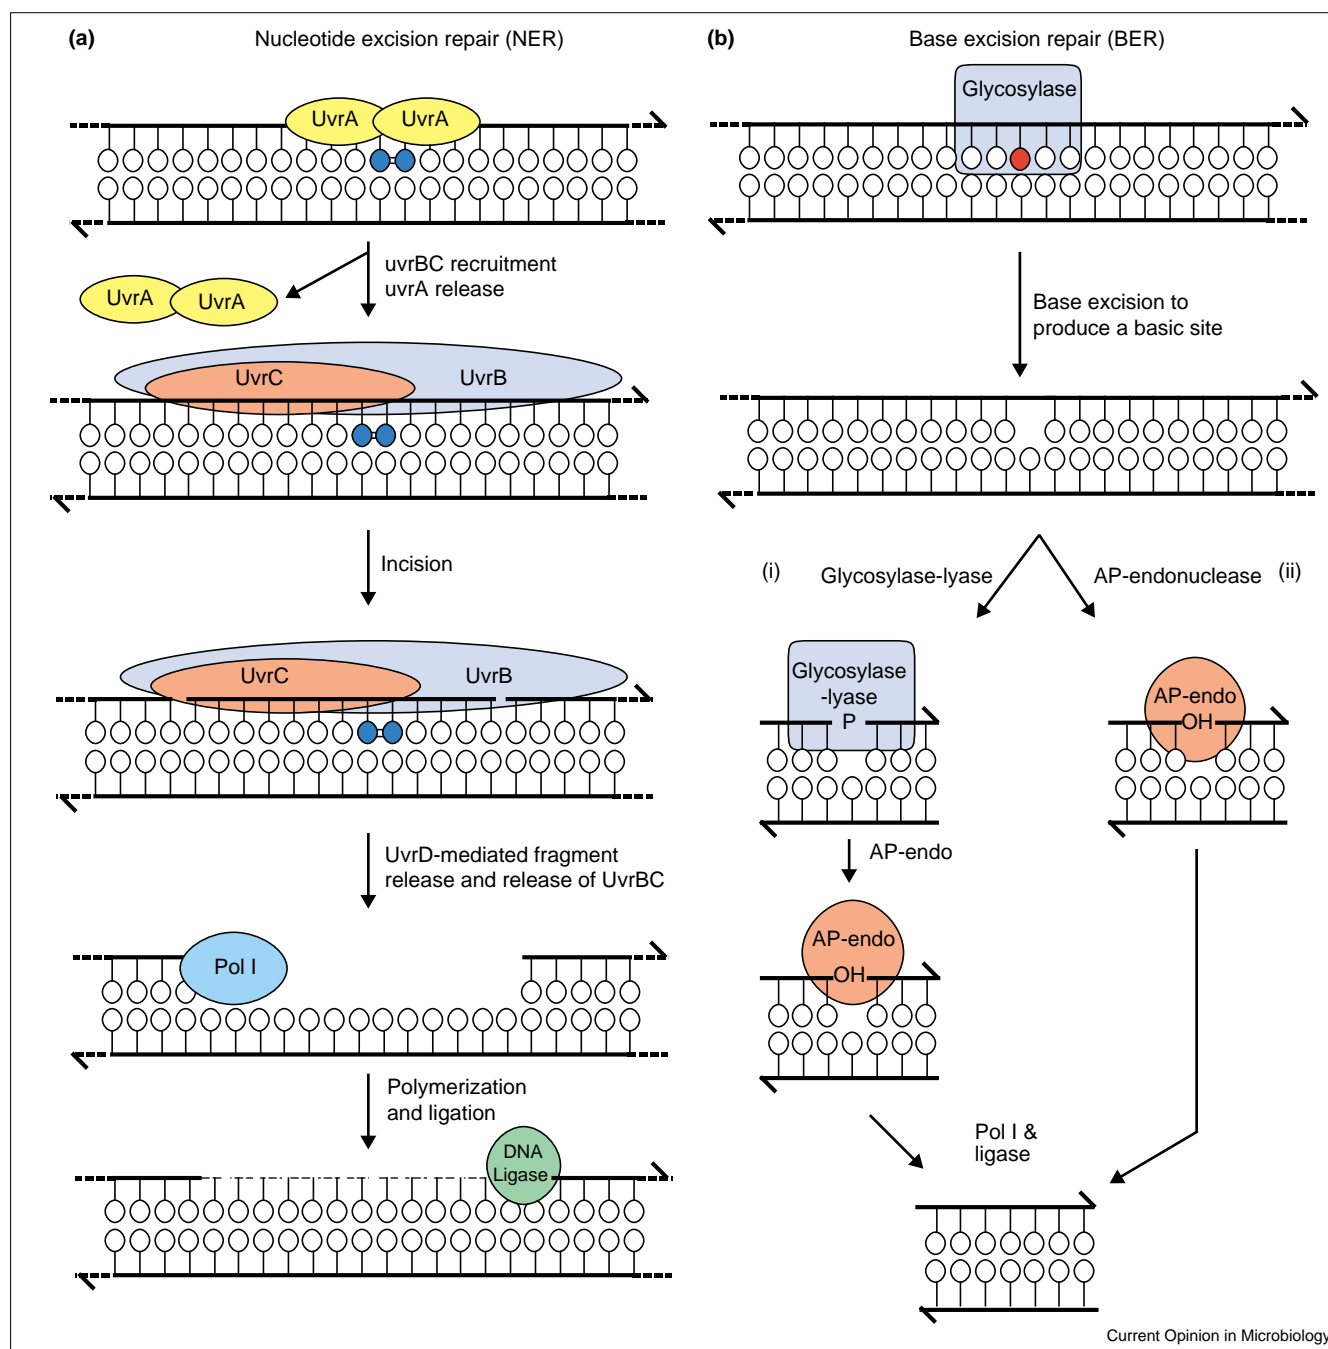 (a)
Nucleotide excision repair (NER)
UvrA
UvrA
uvrBC recruitment
uvrA release
UvrA
UvrA
UvrC
UvrB
Incision
UvrC
UvrB
UvrD-mediated fragment
release and release of UvrBC
Pol I
Polymerization
and ligation
DNA
Ligase
(b)
Base excision repair (BER)
Glycosylase
Base excision to
produce a basic site
(i)
Glycosylase-lyase
AP-endonuclease
(ii)
Glycosylase
-lyase
P
AP-endo
OH
AP-endo
AP-endo
OH
Pol I &
ligase
Current Opinion in Microbiology